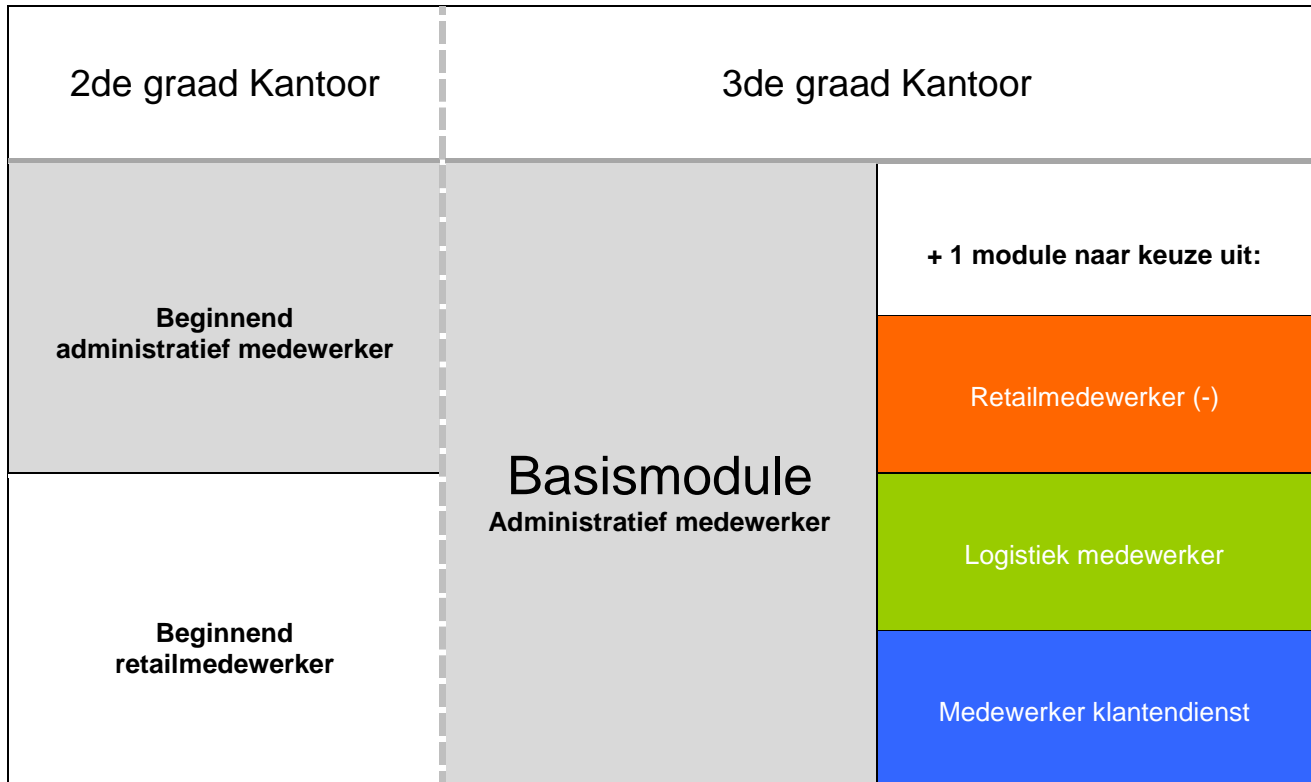 2de graad Kantoor
3de graad Kantoor
Beginnend
administratief medewerker
Beginnend
retailmedewerker
Basismodule
Administratief medewerker
+ 1 module naar keuze uit:
Retailmedewerker (-)
Logistiek medewerker
Medewerker klantendienst